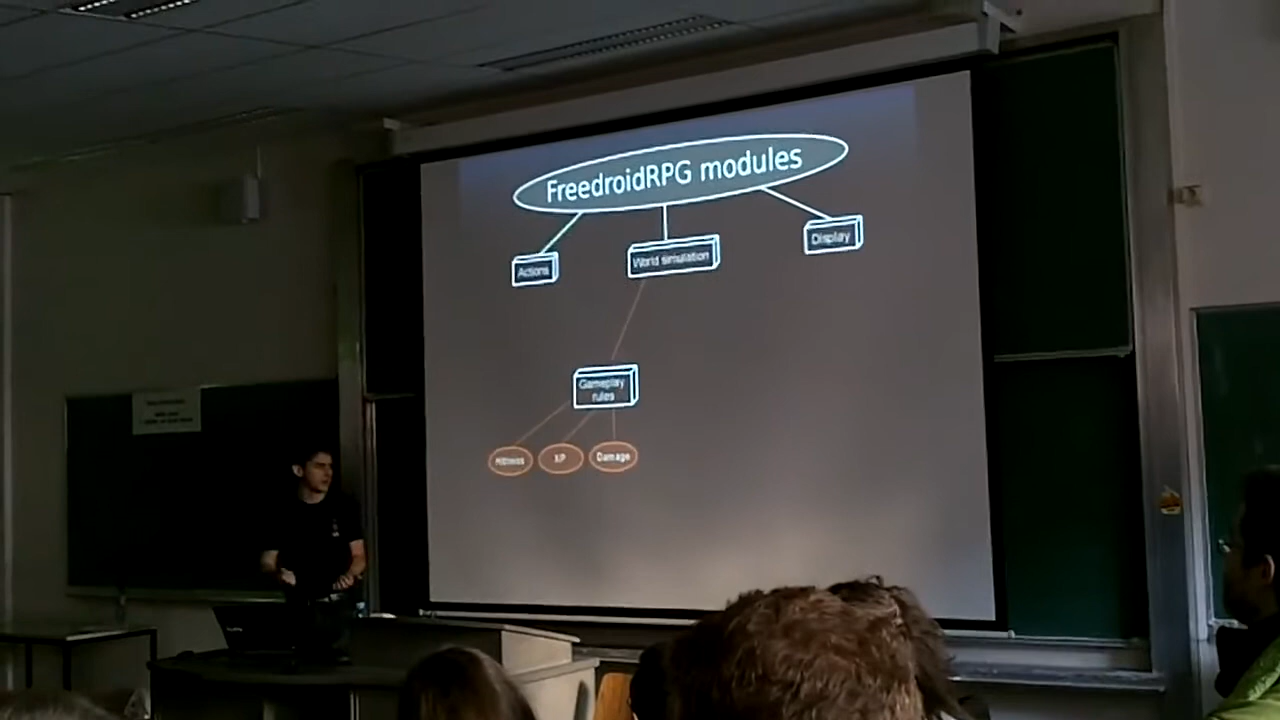 FreedroidRPG modules
Actions
World simulation
Display
Gameplay
rules
XP
Damage